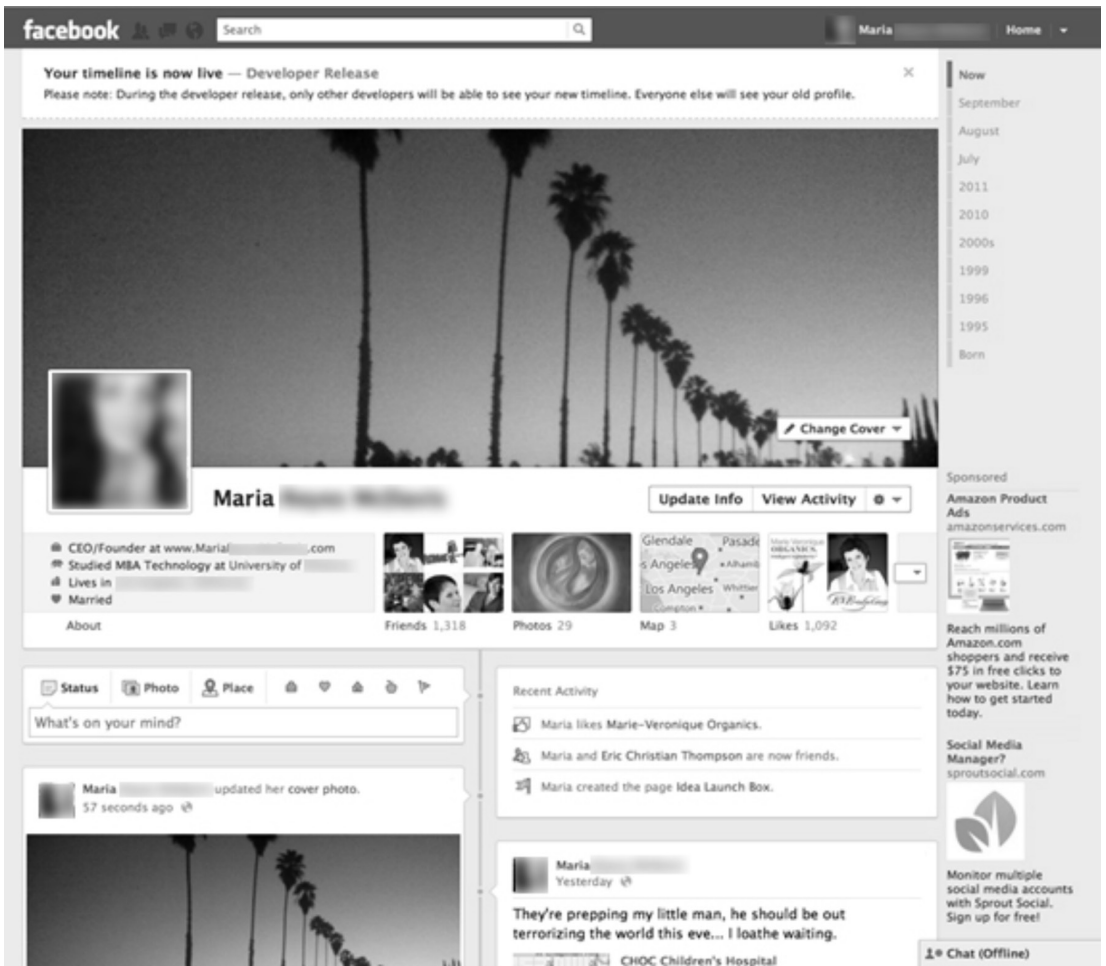 facebook
Search
Maria
Home
Your timeline is now live — Developer Release
Please note: During the developer release, only other developers will be able to see your new timeline. Everyone else will see your old profile.
Now
September
August
July
2011
2010
2000s
1999
1996
1995
Born
Change Cover
Maria
Update Info
View Activity
CEO/Founder at www.Maria .com
Studied MBA Technology at University of
Lives in
Married
About
Glendale
Pasade
s Angeles
Alhamb
Los Angeles
Whittier
Compton
ORGANICS.
Friends 1,318
Photos 29
Map 3
Likes 1,092
Sponsored
Amazon Product
Ads
amazonservices.com
Reach millions of
Amazon.com
shoppers and receive
$75 in free clicks to
your website. Learn
how to get started
today.
Social Media
Manager?
sproutsocial.com
Monitor multiple
social media accounts
with Sprout Social.
Sign up for free!
Status
Photo
Place
What's on your mind?
Maria updated her cover photo.
57 seconds ago
Recent Activity
Maria likes Marie-Veronique Organics.
Maria and Eric Christian Thompson are now friends.
Maria created the page Idea Launch Box.
Maria
Yesterday
They're prepping my little man, he should be out
terrorizing the world this eve... I loathe waiting.
CHOC Children's Hospital
Chat (Offline)